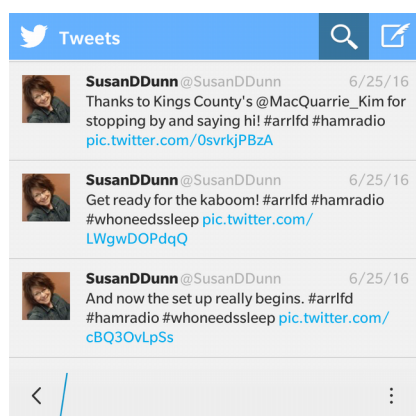 Tweets
SusanDDunn @SusanDDunn 6/25/16
Thanks to Kings County's @MacQuarrie_Kim for
stopping by and saying hi! #arrlfd #hamradio
pic.twitter.com/0svrkjPBzA
SusanDDunn @SusanDDunn 6/25/16
Get ready for the kaboom! #arrlfd #hamradio
#whoneedssleep pic.twitter.com/
LWgwDOPdqQ
SusanDDunn @SusanDDunn 6/25/16
And now the set up really begins. #arrlfd
#hamradio #whoneedssleep pic.twitter.com/
cBQ3OvLpSs